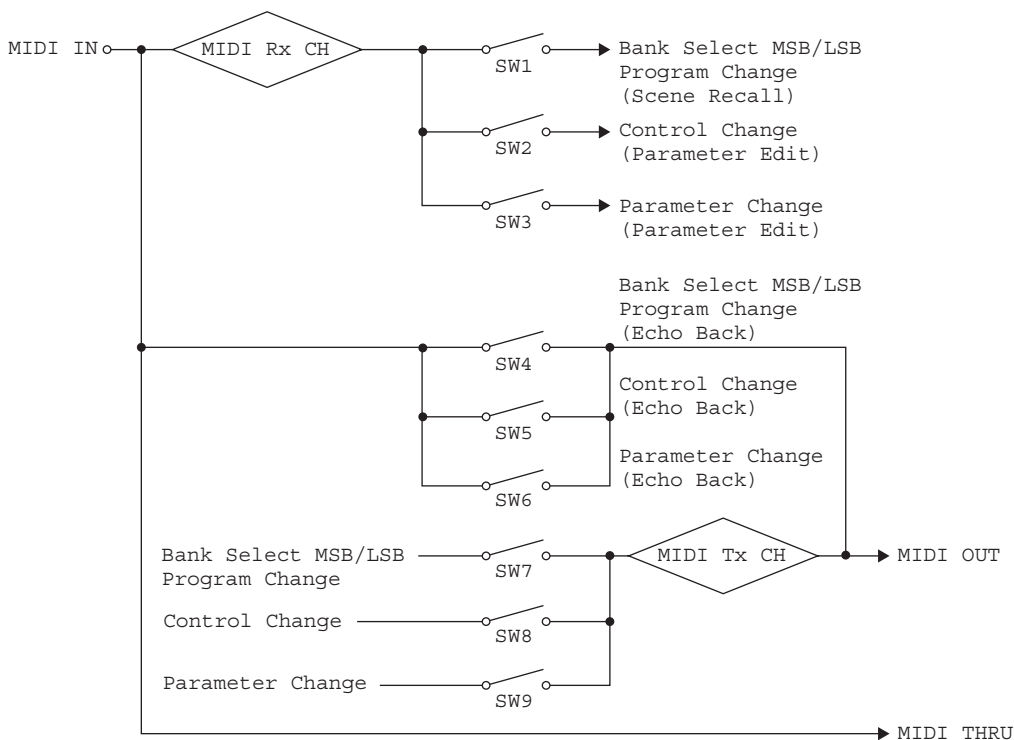 MIDI IN
MIDI Rx CH
SW1
Bank Select MSB/LSB
Program Change
(Scene Recall)
SW2
Control Change
(Parameter Edit)
SW3
Parameter Change
(Parameter Edit)
Bank Select MSB/LSB
Program Change
(Echo Back)
SW4
Control Change
(Echo Back)
SW5
Parameter Change
(Echo Back)
SW6
Bank Select MSB/LSB
Program Change
SW7
MIDI Tx CH
MIDI OUT
Control Change
SW8
Parameter Change
SW9
MIDI THRU